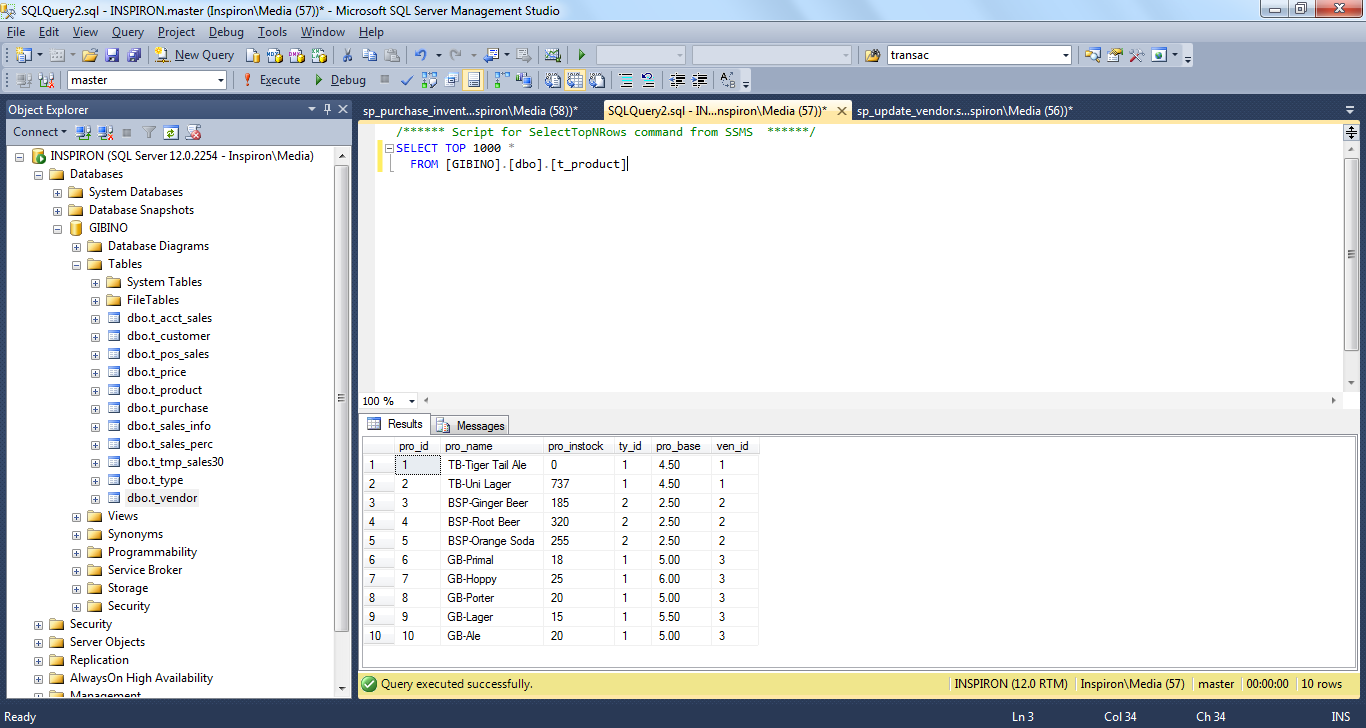 SQLQuery2.sql - INSPIRON.master (Inspiron\Media (57))* - Microsoft SQL Server Management Studio
File Edit View Query Project Debug Tools Window Help
New Query transac
master Execute Debug
Object Explorer
Connect
INSPIRON (SQL Server 12.0.2254 - Inspiron\Media)
Databases
System Databases
Database Snapshots
GIBINO
Database Diagrams
Tables
System Tables
FileTables
dbo.t_acct_sales
dbo.t_customer
dbo.t_pos_sales
dbo.t_price
dbo.t_product
dbo.t_purchase
dbo.t_sales_info
dbo.t_sales_perc
dbo.t_tmp_sales30
dbo.t_type
dbo.t_vendor
Views
Synonyms
Programmability
Service Broker
Storage
Security
Security
Server Objects
Replication
AlwaysOn High Availability
Management
sp_purchase_invent...spiron\Media (58))* SQLQuery2.sql - IN...nspiron\Media (57))* sp_update_vendor.s...spiron\Media (56))*
/****** Script for SelectTopNRows command from SSMS ******/
SELECT TOP 1000 *
FROM [GIBINO].[dbo].[t_product]
100 %
Results Messages
pro_id pro_name pro_instock ty_id pro_base ven_id
1 1 TB-Tiger Tail Ale 0 1 4.50 1
2 2 TB-Uni Lager 737 1 4.50 1
3 3 BSP-Ginger Beer 185 2 2.50 2
4 4 BSP-Root Beer 320 2 2.50 2
5 5 BSP-Orange Soda 255 2 2.50 2
6 6 GB-Primal 18 1 5.00 3
7 7 GB-Hoppy 25 1 6.00 3
8 8 GB-Porter 20 1 5.00 3
9 9 GB-Lager 15 1 5.50 3
10 10 GB-Ale 20 1 5.00 3
Query executed successfully. INSPIRON (12.0 RTM) Inspiron\Media (57) master 00:00:00 10 rows
Ready Ln 3 Col 34 Ch 34 INS